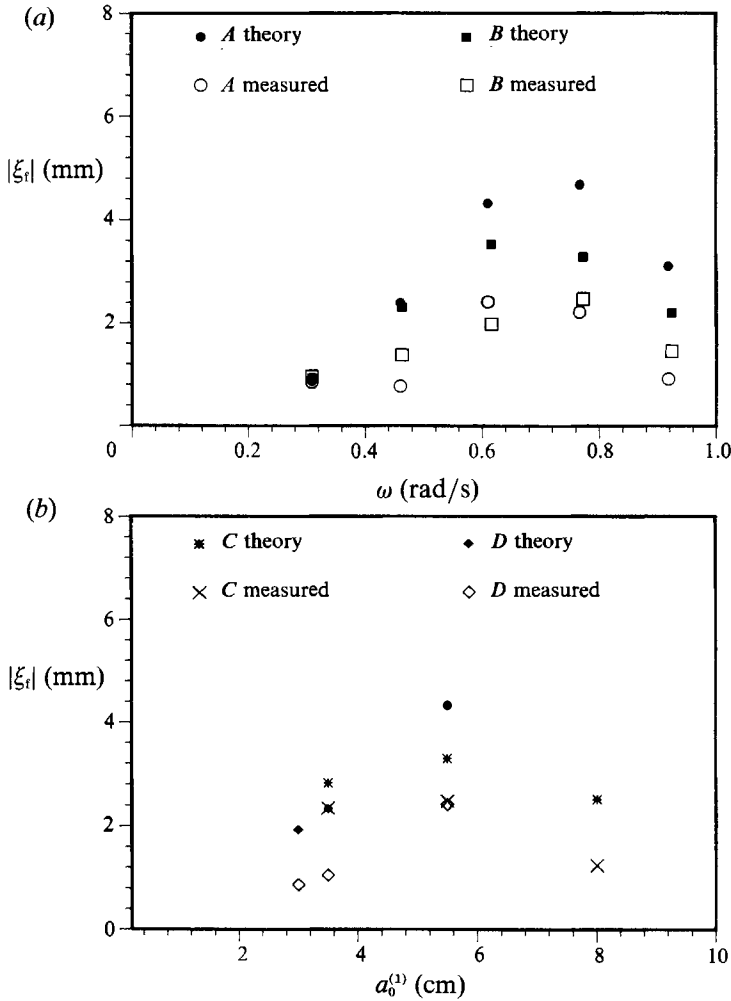 (a)
8
A theory
B theory
A measured
B measured
6
|ξf| (mm)
4
2
0
0.2
0.4
0.6
0.8
1.0
ω (rad/s)
(b)
8
C theory
D theory
C measured
D measured
6
|ξf| (mm)
4
2
0
2
4
6
8
10
a0(1) (cm)